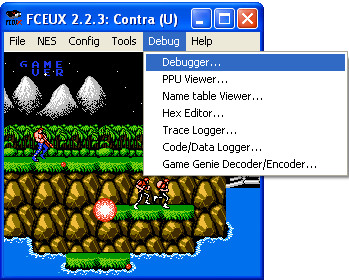 FCEUX 2.2.3: Contra (U)
File NES Config Tools Debug Help
GAME
VER
Debugger...
PPU Viewer...
Name table Viewer...
Hex Editor...
Trace Logger...
Code/Data Logger...
Game Genie Decoder/Encoder...